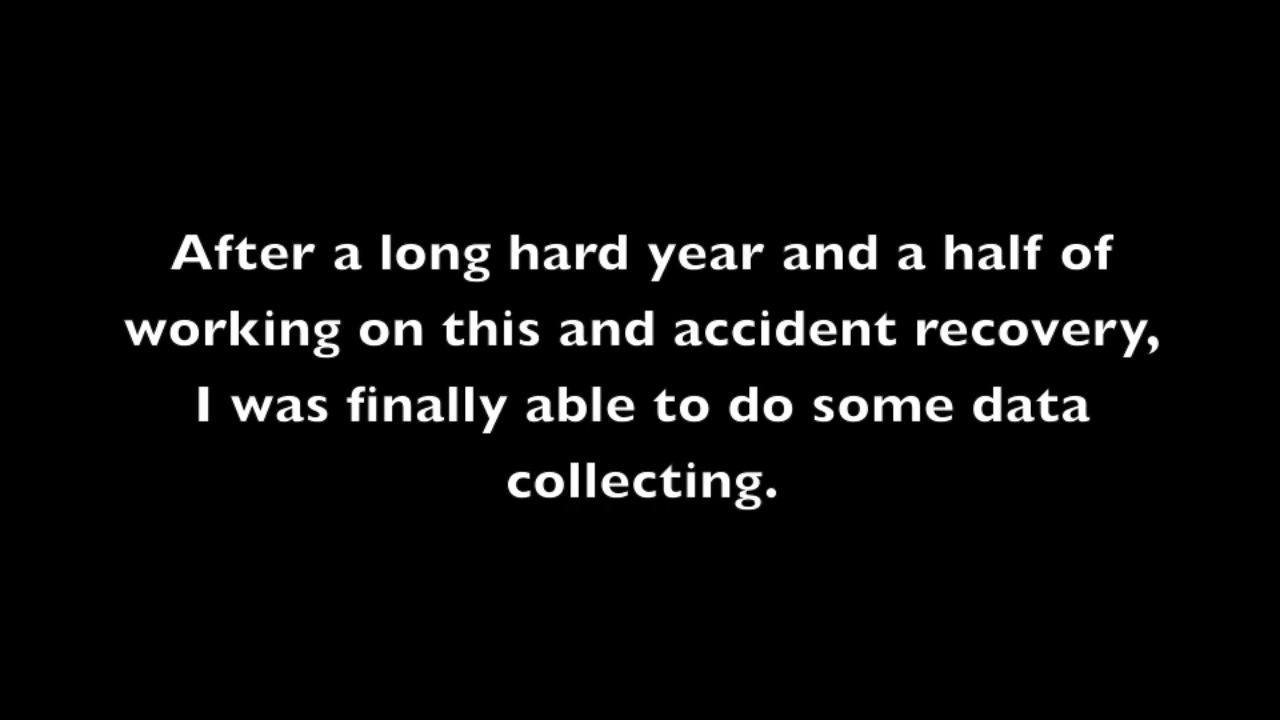 After a long hard year and a half of
working on this and accident recovery,
I was finally able to do some data
collecting.